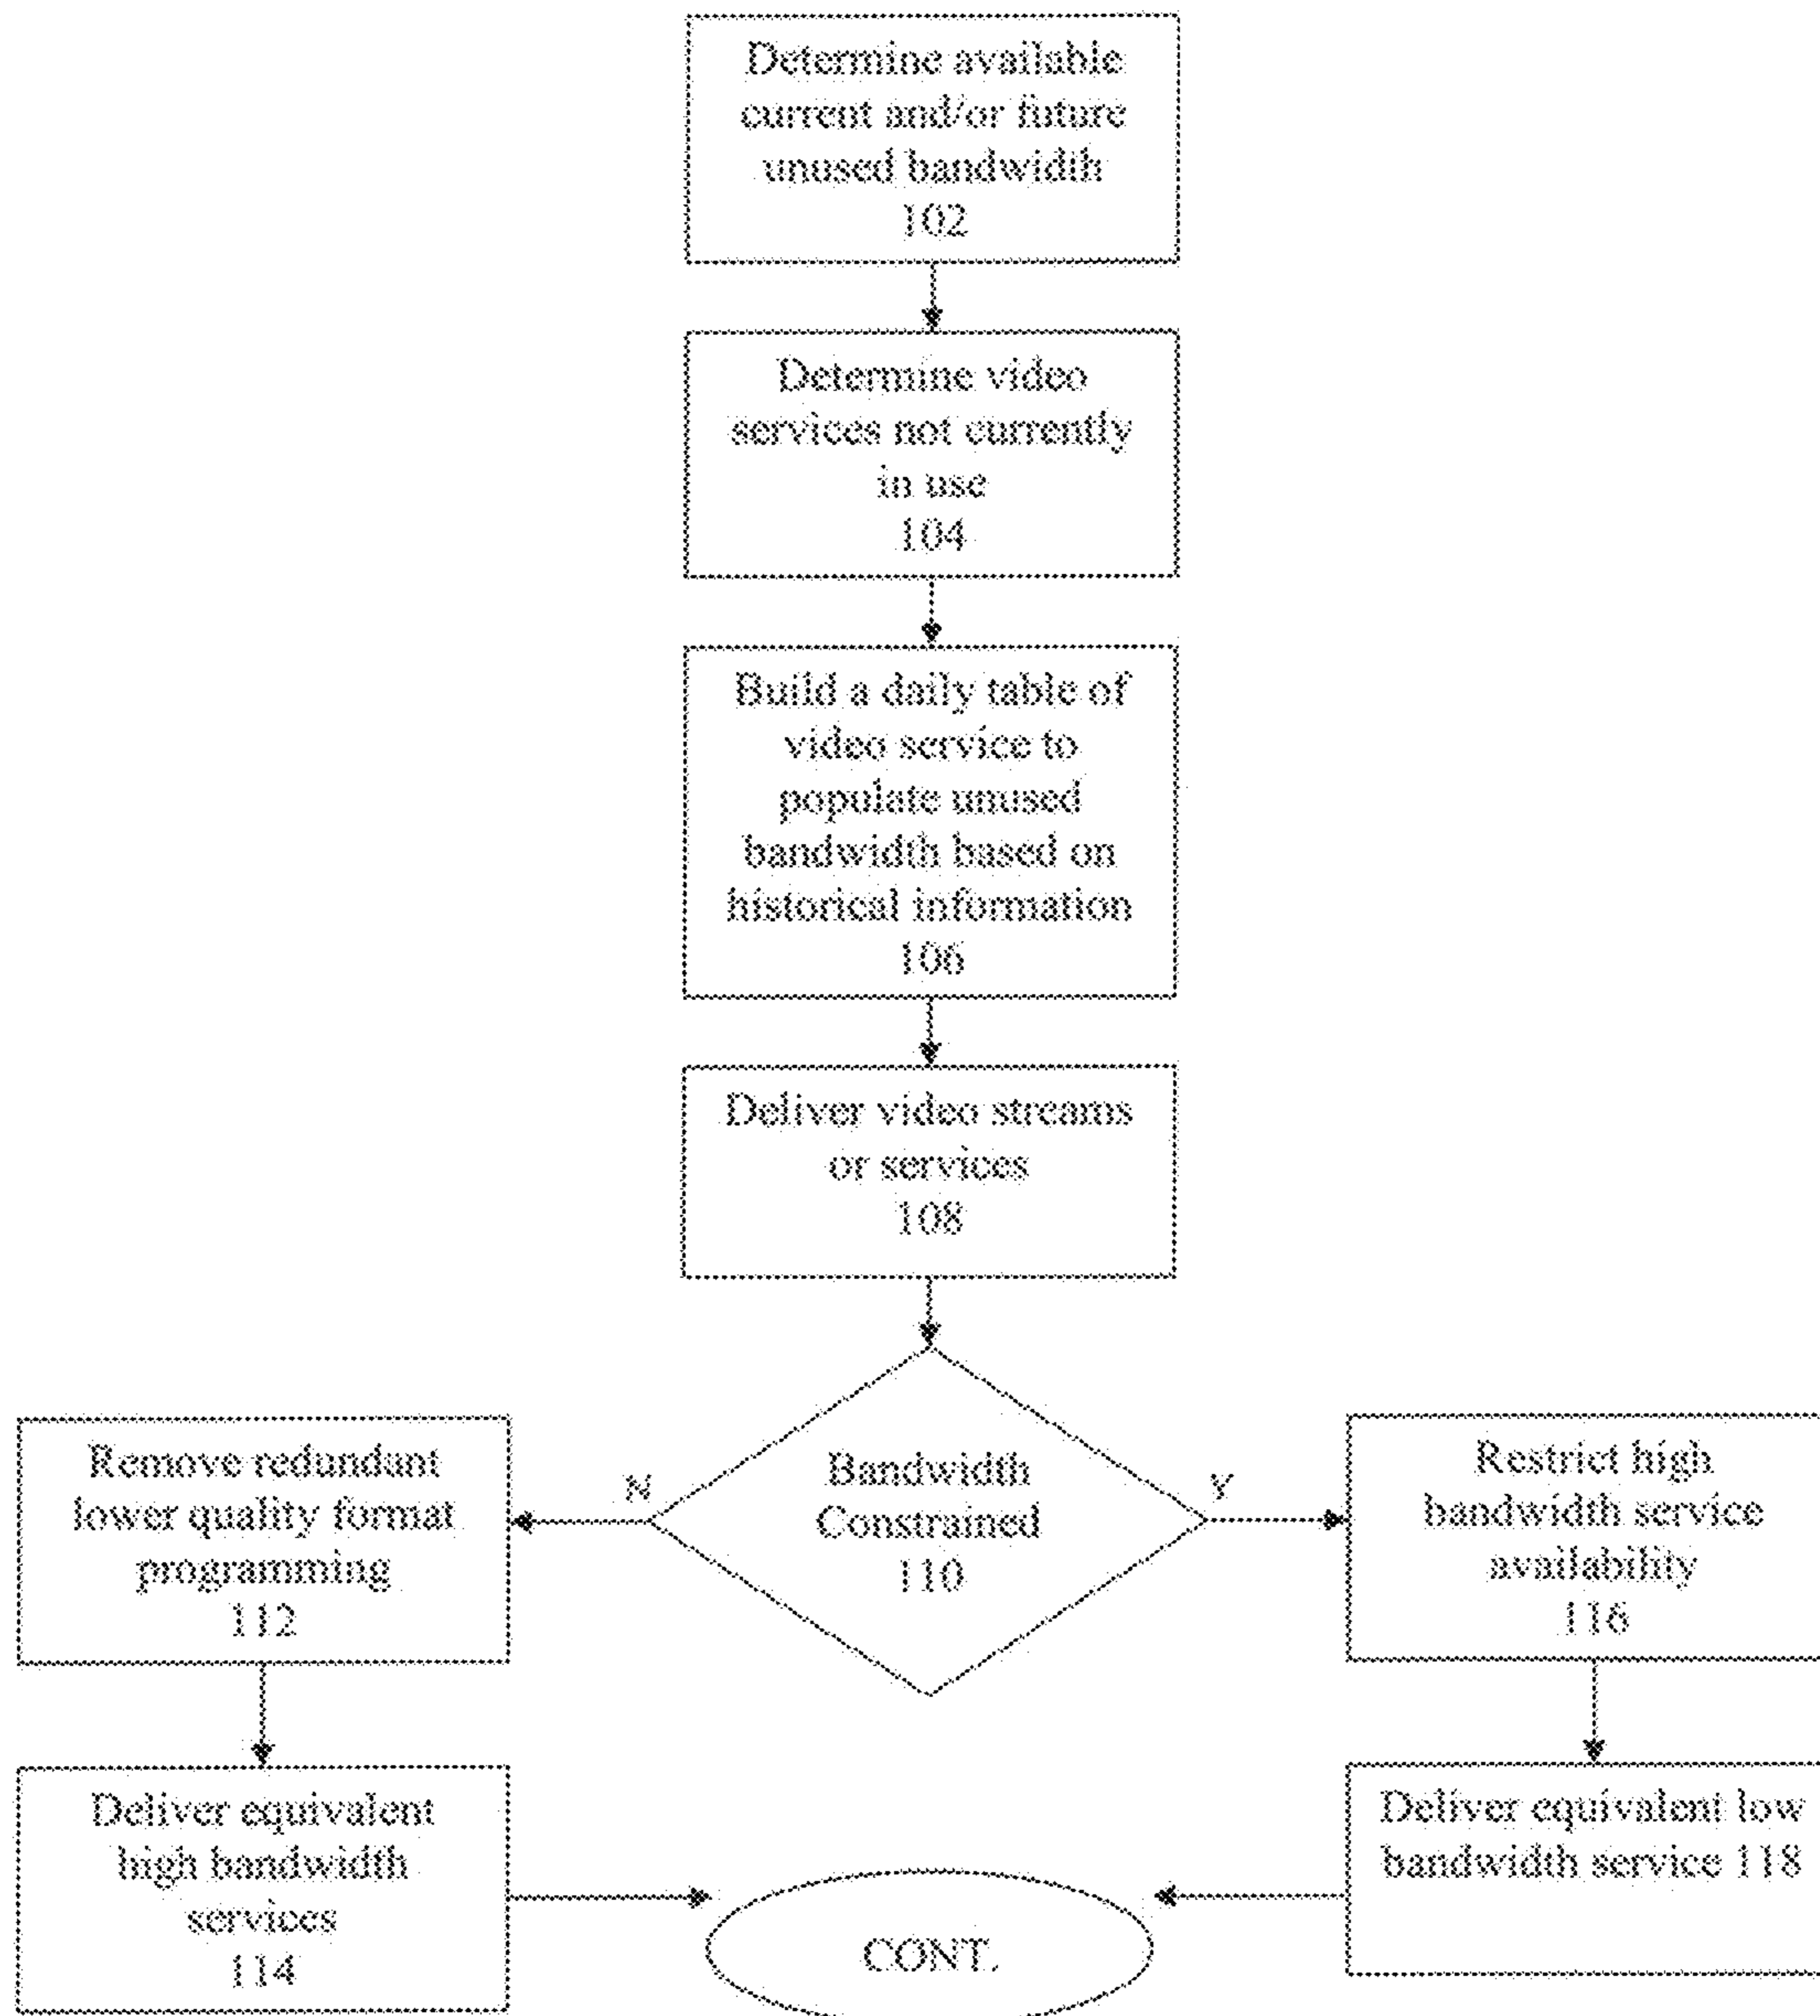 Determine available
current and/or future
unused bandwidth
102
Determine video
services not currently
in use
104
Build a daily table of
video service to
populate unused
bandwidth based on
historical information
106
Deliver video streams
or services
108
Bandwidth
Constrained
110
N
Y
Remove redundant
lower quality format
programming
112
Deliver equivalent
high bandwidth
services
114
Restrict high
bandwidth service
availability
116
Deliver equivalent low
bandwidth service 118
CONT.